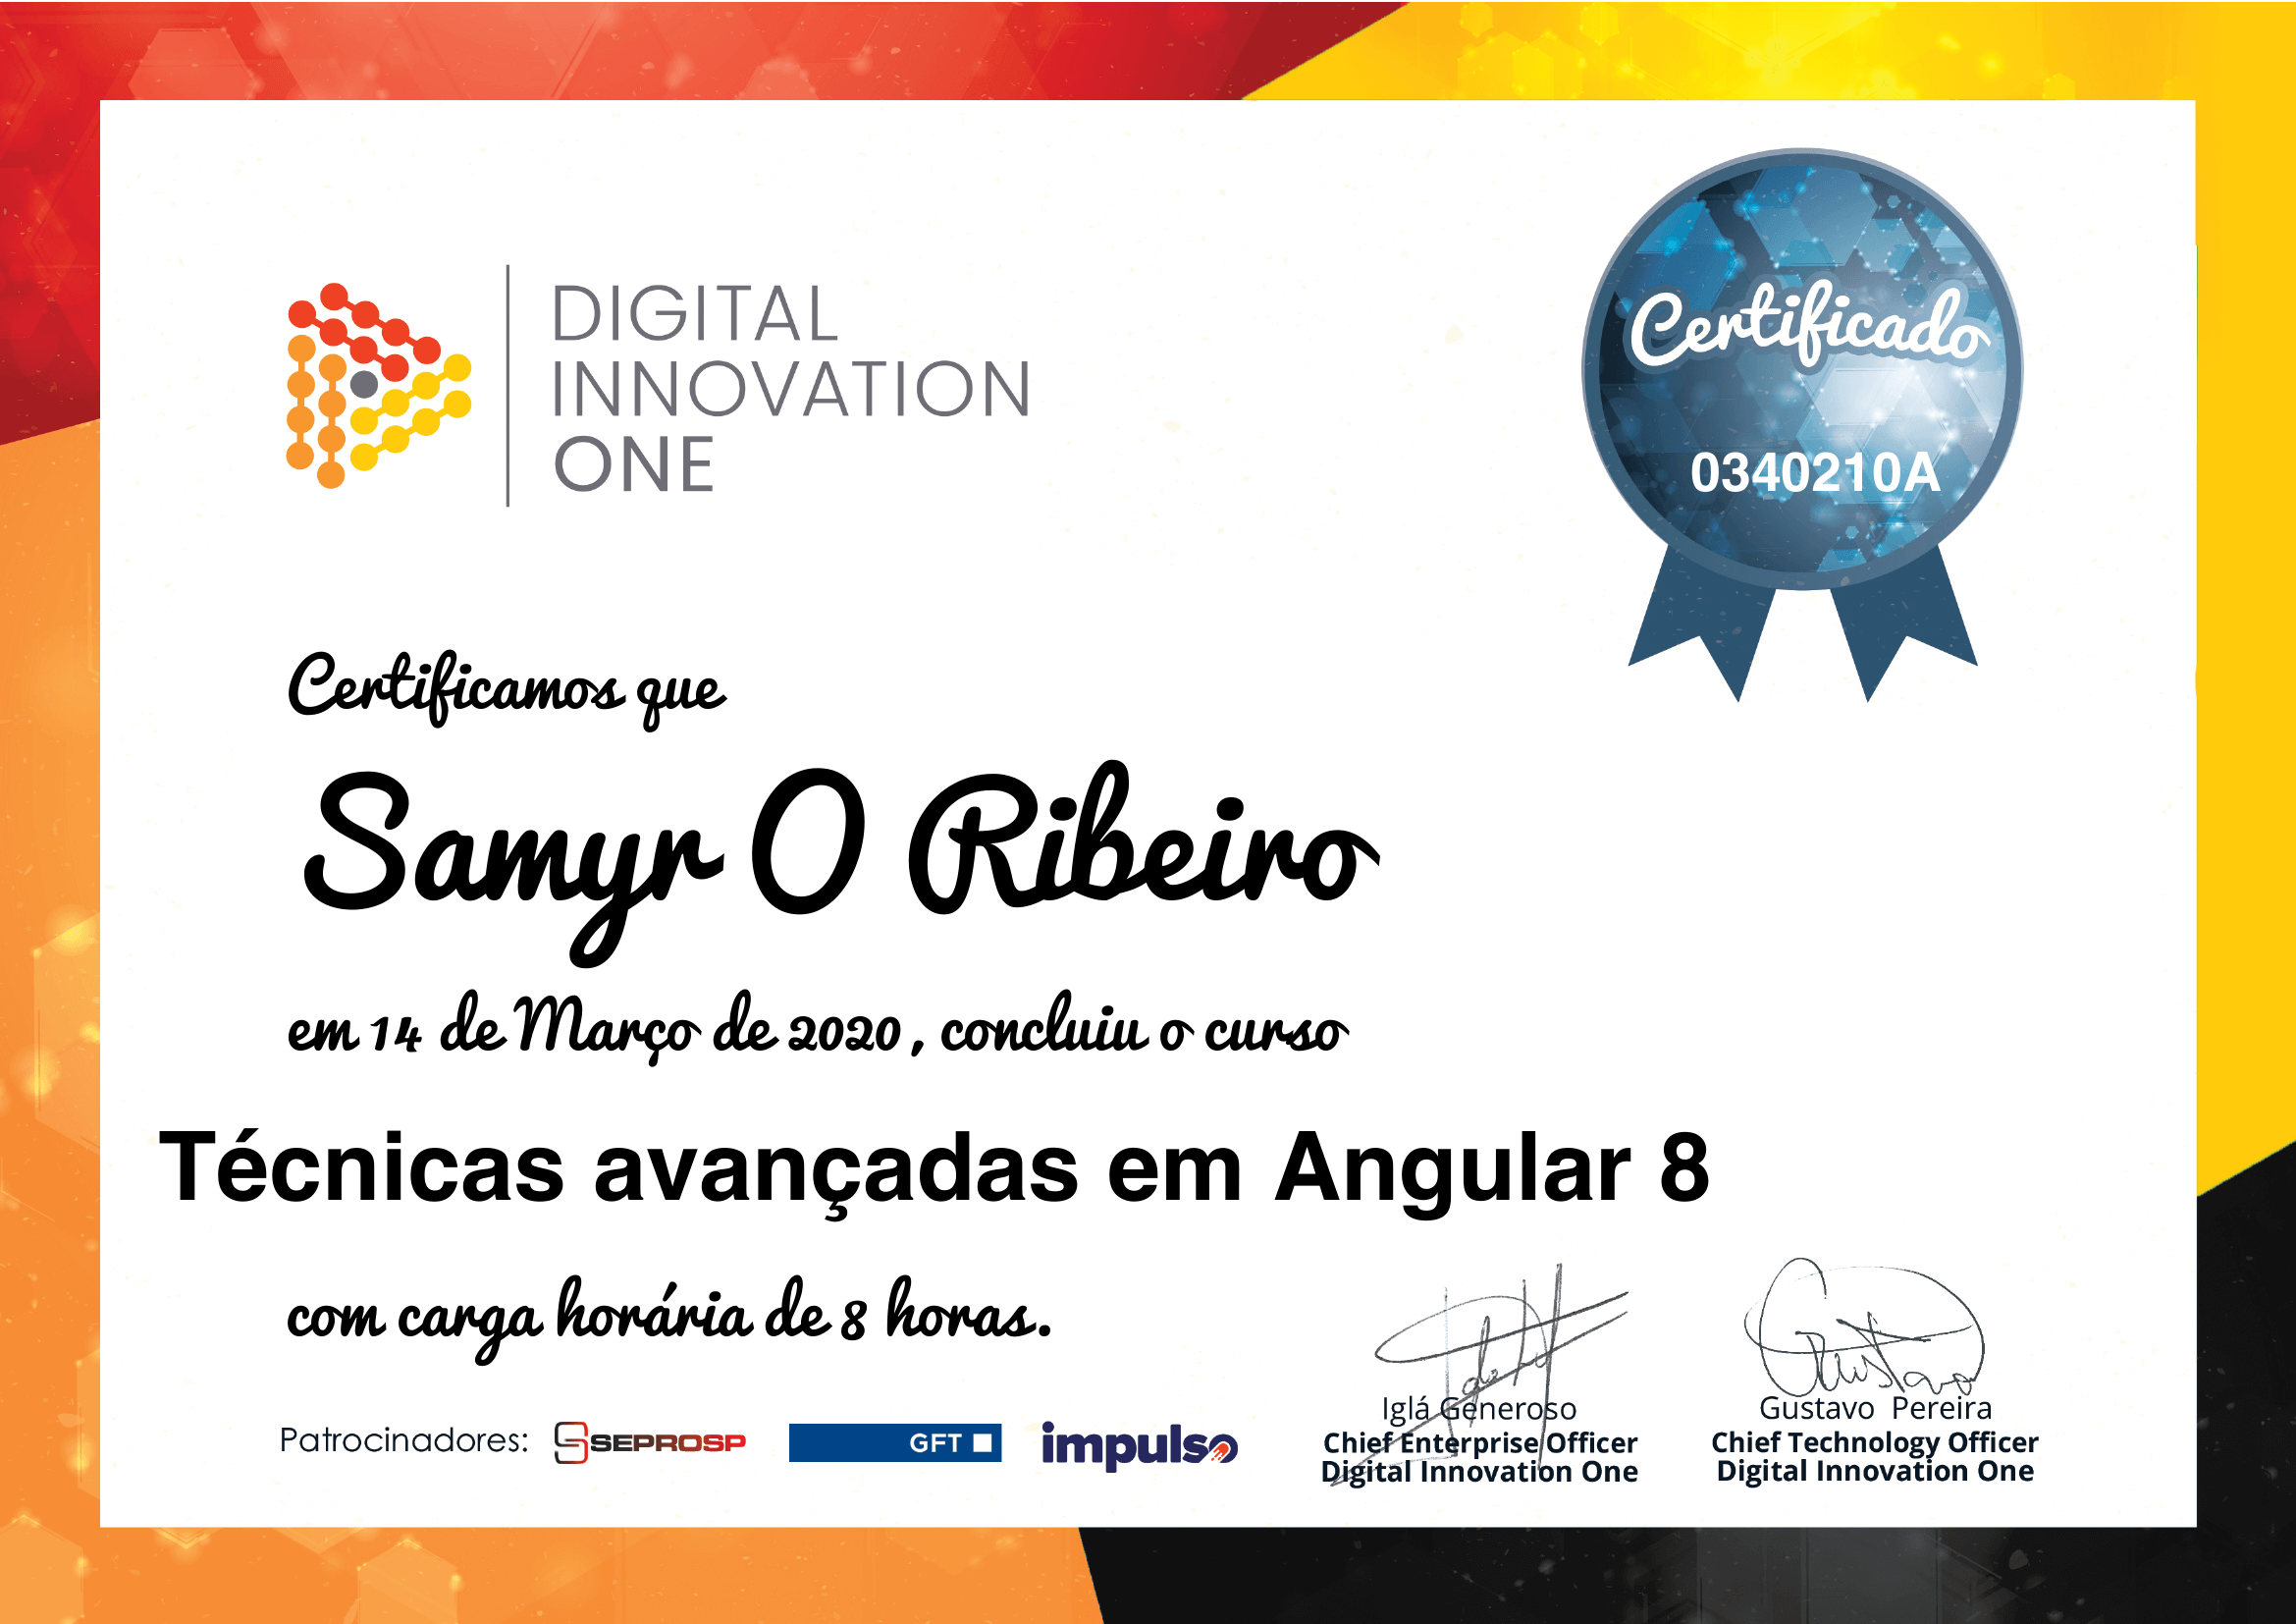 DIGITAL
INNOVATION
ONE
Certificado
0340210A
Certificamos que
Samyr O Ribeiro
em 14 de Março de 2020 , concluiu o curso
Técnicas avançadas em Angular 8
com carga horária de 8 horas.
Patrocinadores: SEPROSP GFT impulso
Iglá Generoso
Chief Enterprise Officer
Digital Innovation One
Gustavo Pereira
Chief Technology Officer
Digital Innovation One